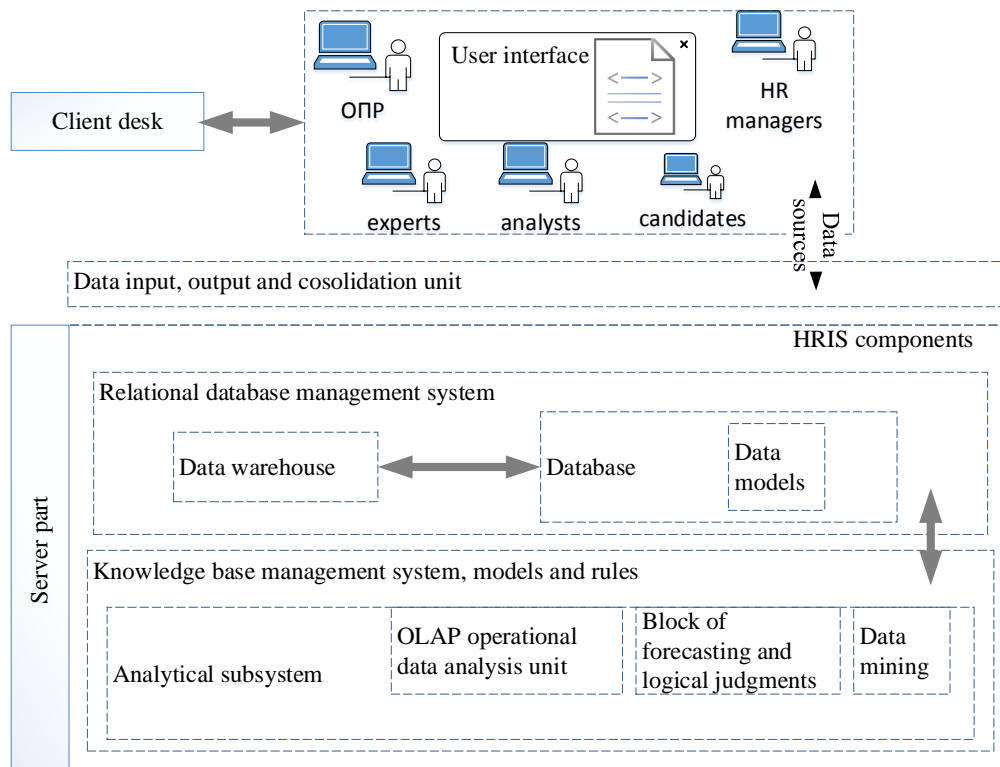 User interface
ОПР
HR
managers
Client desk
experts
analysts
candidates
Data
sources
Data input, output and cosolidation unit
HRIS components
Relational database management system
Data warehouse
Database
Data
models
Server part
Knowledge base management system, models and rules
Analytical subsystem
OLAP operational
data analysis unit
Block of
forecasting and
logical judgments
Data
mining